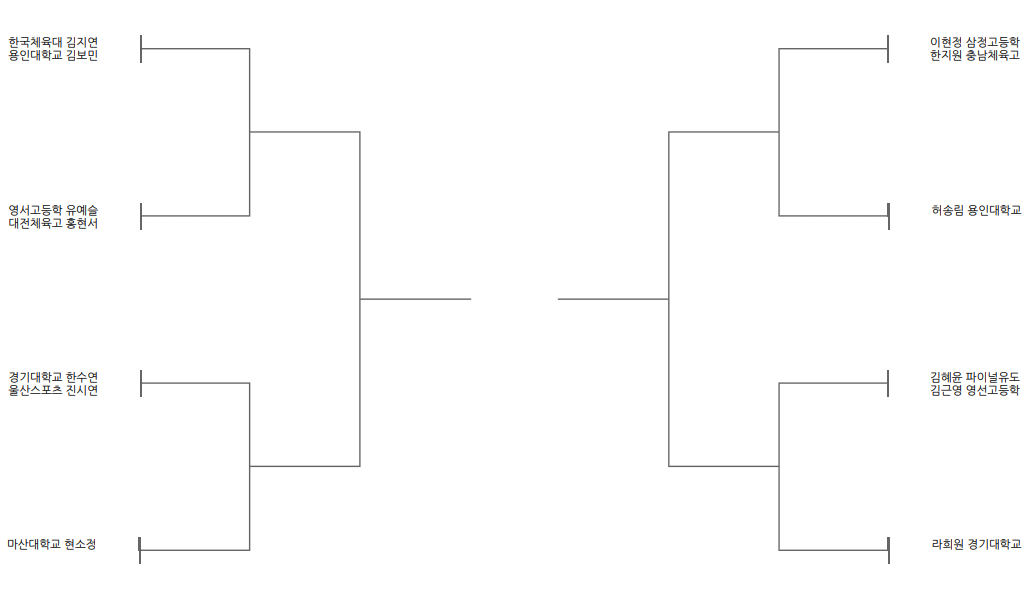 한국체육대 김지연
용인대학교 김보민
영서고등학 유예슬
대전체육고 홍현서
경기대학교 한수연
울산스포츠 진시연
마산대학교 현소정
이현정 삼정고등학
한지원 충남체육고
허송림 용인대학교
김혜윤 파이널유도
김근영 영선고등학
라희원 경기대학교